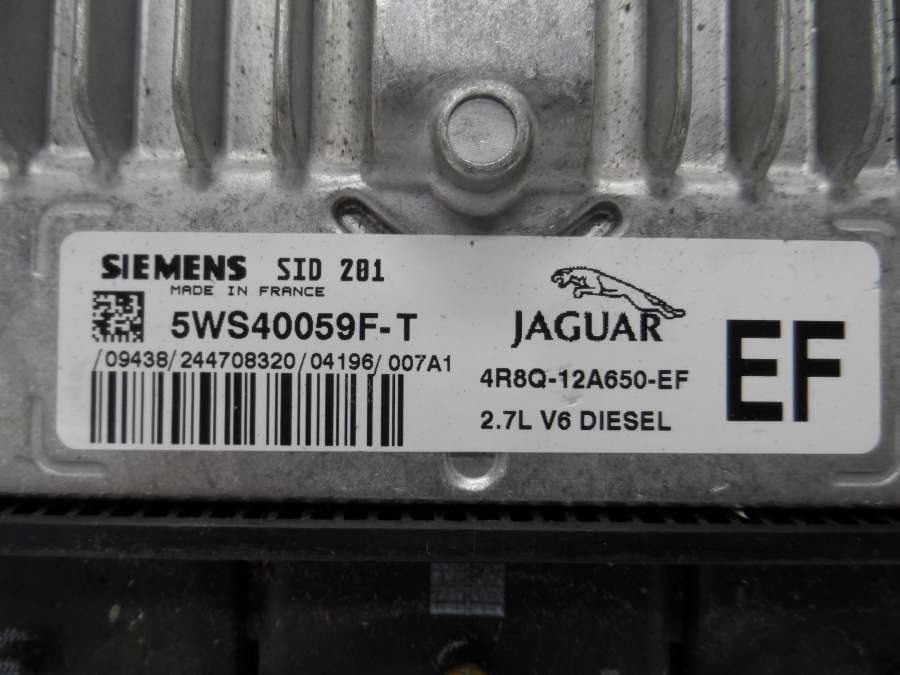 SIEMENS SID 201
MADE IN FRANCE
5WS40059F-T
/09438/244708320/04196/007A1
JAGUAR
4R8Q-12A650-EF
2.7L V6 DIESEL
EF